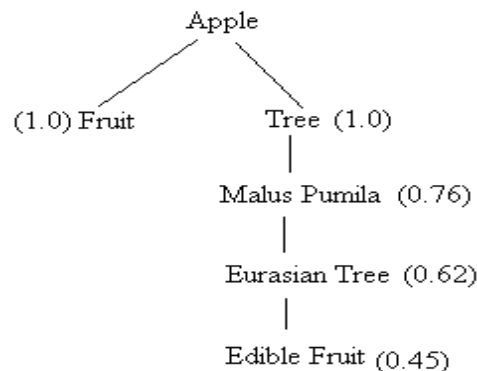 Apple
(1.0) Fruit
Tree (1.0)
Malus Pumila (0.76)
Eurasian Tree (0.62)
Edible Fruit (0.45)